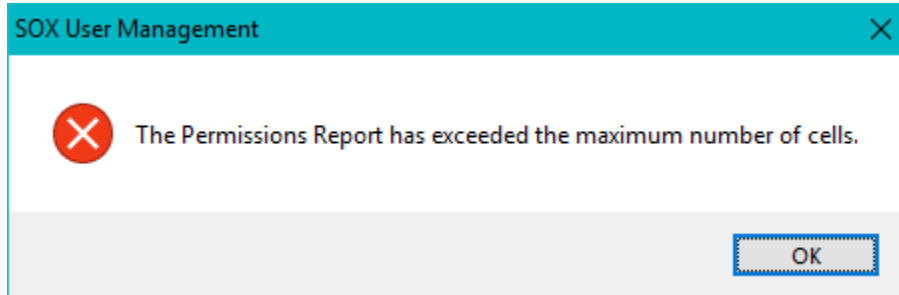 SOX User Management
The Permissions Report has exceeded the maximum number of cells.
OK